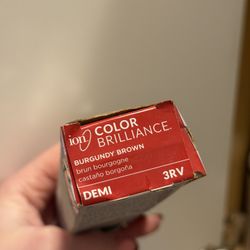 ion COLOR
BRILLIANCE.
BURGUNDY BROWN
brun bourgogne
castaño borgoña
DEMI 3RV